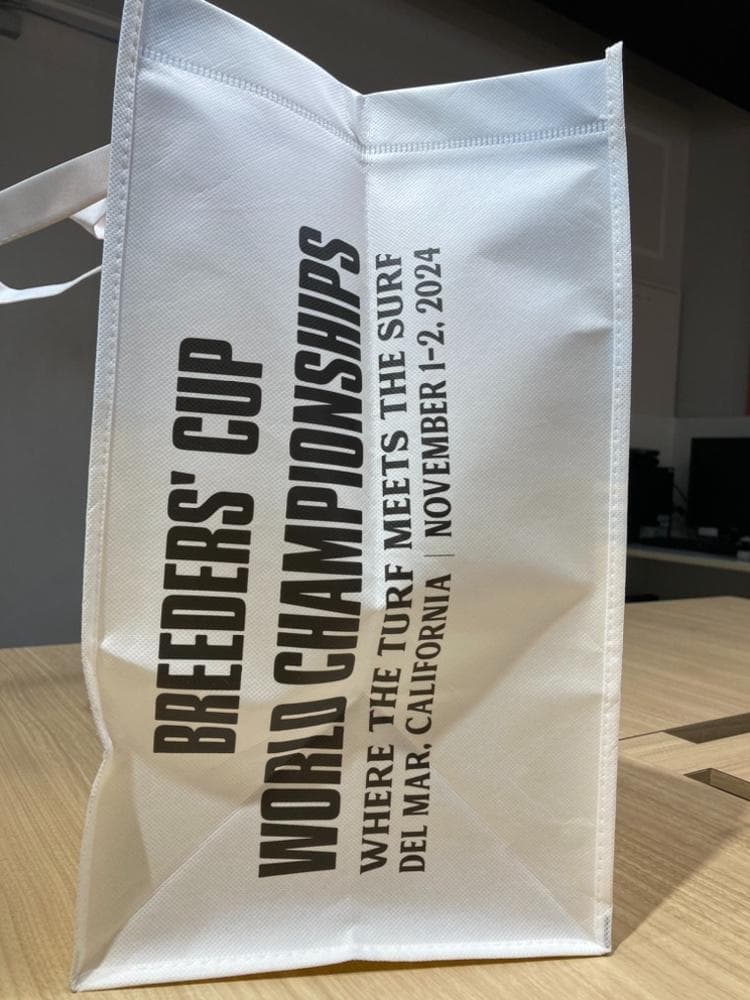 BREEDERS' CUP
WORLD CHAMPIONSHIPS
WHERE THE TURF MEETS THE SURF
DEL MAR, CALIFORNIA | NOVEMBER 1–2, 2024